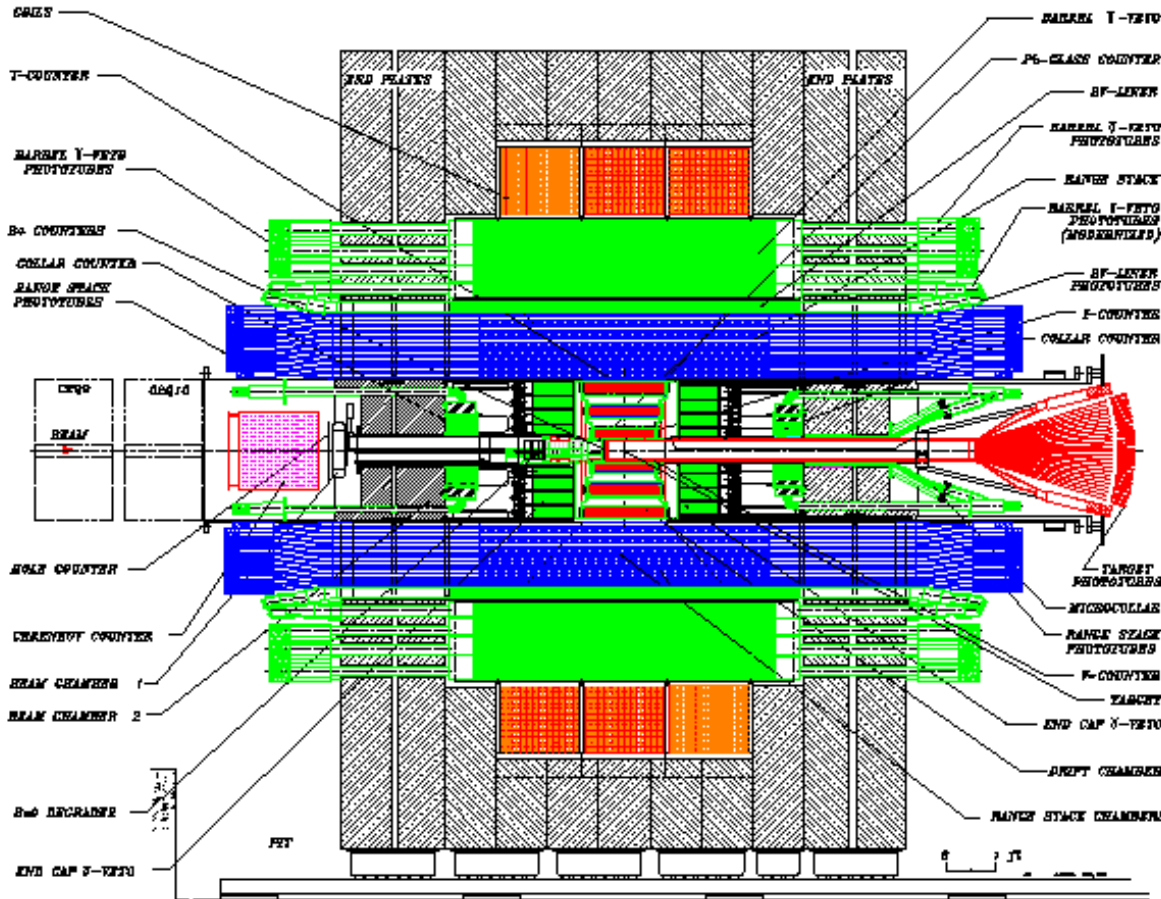 COILS
T-COUNTER
BARREL γ-VETO
PHOTOTUBES
B4 COUNTERS
COLLAR COUNTER
RANGE STACK
PHOTOTUBES
BEAM
HOLE COUNTER
CERENKOV COUNTER
BEAM CHAMBER 1
BEAM CHAMBER 2
BeO DEGRADER
END CAP γ-VETO
END PLATES
END PLATES
PIT
BARREL γ-VETO
Pb-GLASS COUNTER
BV-LINER
BARREL γ-VETO
PHOTOTUBES
RANGE STACK
BARREL γ-VETO
PHOTOTUBES
(MODERNIZED)
BV-LINER
PHOTOTUBES
I-COUNTER
COLLAR COUNTER
TARGET
PHOTOTUBES
MICROCOLLAR
RANGE STACK
PHOTOTUBES
V-COUNTER
TARGET
END CAP γ-VETO
DRIFT CHAMBER
RANGE STACK CHAMBERS